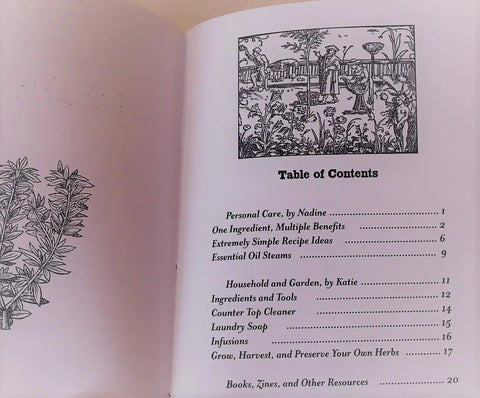 Table of Contents
Personal Care, by Nadine ........................... 1
One Ingredient, Multiple Benefits ............... 2
Extremely Simple Recipe Ideas ................... 6
Essential Oil Steams ................................. 9
Household and Garden, by Katie ................. 11
Ingredients and Tools ............................... 12
Counter Top Cleaner ............................... 14
Laundry Soap ......................................... 15
Infusions ............................................... 16
Grow, Harvest, and Preserve Your Own Herbs ...... 17
Books, Zines, and Other Resources ................ 20